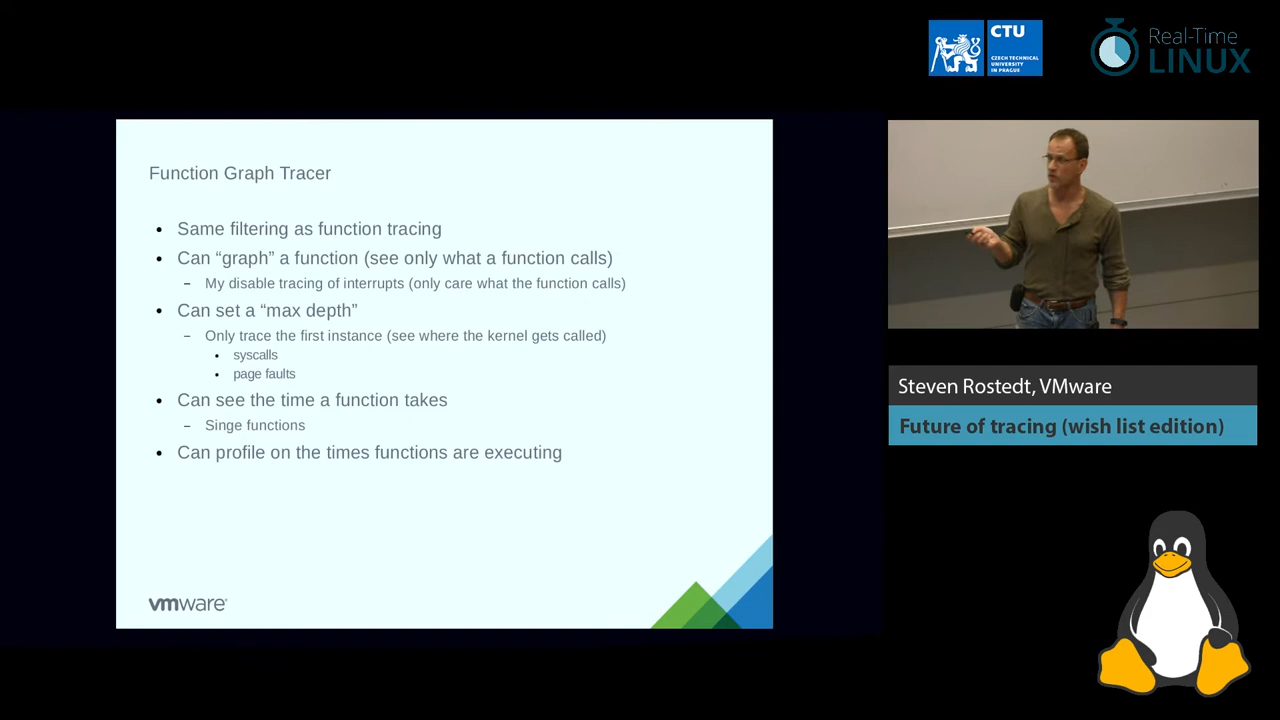 CTU
CZECH TECHNICAL
UNIVERSITY
IN PRAGUE
Real-Time
LINUX
Function Graph Tracer
• Same filtering as function tracing
• Can “graph” a function (see only what a function calls)
– My disable tracing of interrupts (only care what the function calls)
• Can set a “max depth”
– Only trace the first instance (see where the kernel gets called)
• syscalls
• page faults
• Can see the time a function takes
– Singe functions
• Can profile on the times functions are executing
vmware®
Steven Rostedt, VMware
Future of tracing (wish list edition)